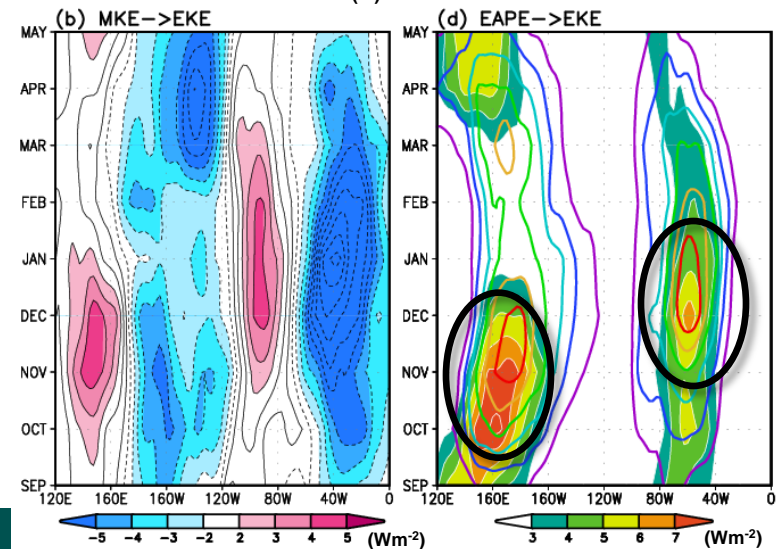 (b) MKE->EKE
(d) EAPE->EKE
MAY
APR
MAR
FEB
JAN
DEC
NOV
OCT
SEP
120E 160E 160W 120W 80W 40W 0
-5 -4 -3 -2 2 3 4 5 (Wm-2)
MAY
APR
MAR
FEB
JAN
DEC
NOV
OCT
SEP
120E 160E 160W 120W 80W 40W 0
3 4 5 6 7 (Wm-2)